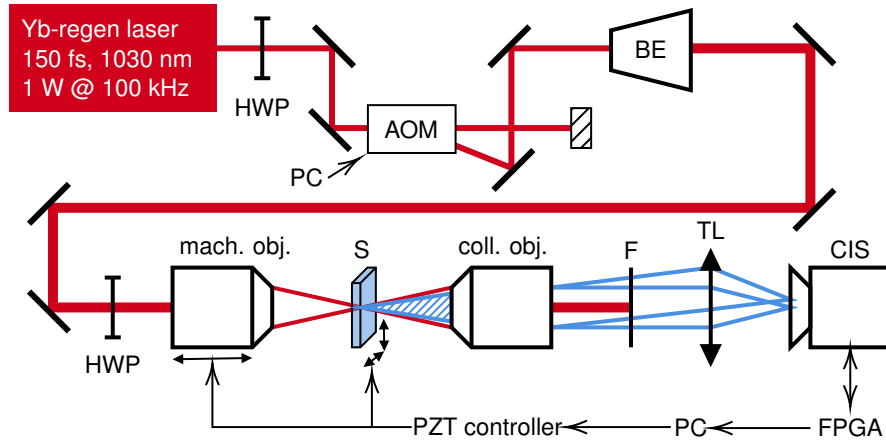 Yb-regen laser
150 fs, 1030 nm
1 W @ 100 kHz
HWP
AOM
PC
BE
mach. obj.
S
coll. obj.
F
TL
CIS
HWP
PZT controller
PC
FPGA